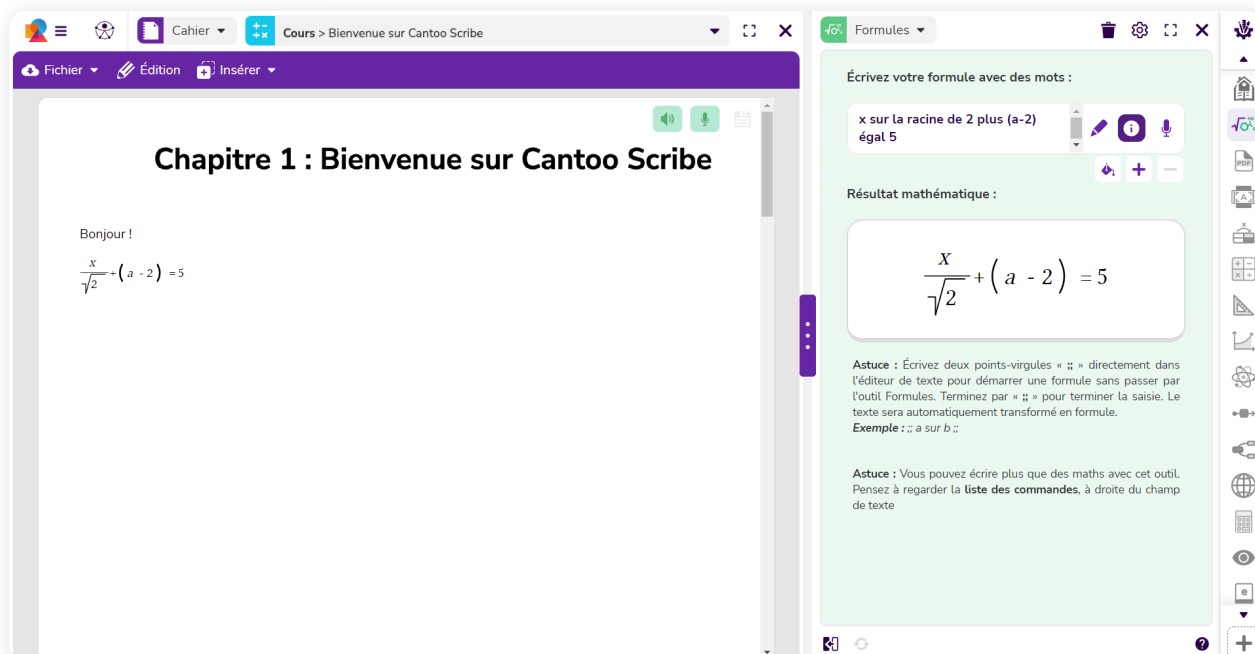 Cahier
Cours > Bienvenue sur Cantoo Scribe
Fichier
Édition
Insérer
Chapitre 1 : Bienvenue sur Cantoo Scribe
Bonjour !
x/√2 + ( a - 2 ) = 5
Formules
Écrivez votre formule avec des mots :
x sur la racine de 2 plus (a-2)
égal 5
Résultat mathématique :
x/√2 + ( a - 2 ) = 5
Astuce : Écrivez deux points-virgules « ;; » directement dans
l'éditeur de texte pour démarrer une formule sans passer par
l'outil Formules. Terminez par « ;; » pour terminer la saisie. Le
texte sera automatiquement transformé en formule.
Exemple : ;; a sur b ;;
Astuce : Vous pouvez écrire plus que des maths avec cet outil.
Pensez à regarder la liste des commandes, à droite du champ
de texte
PDF